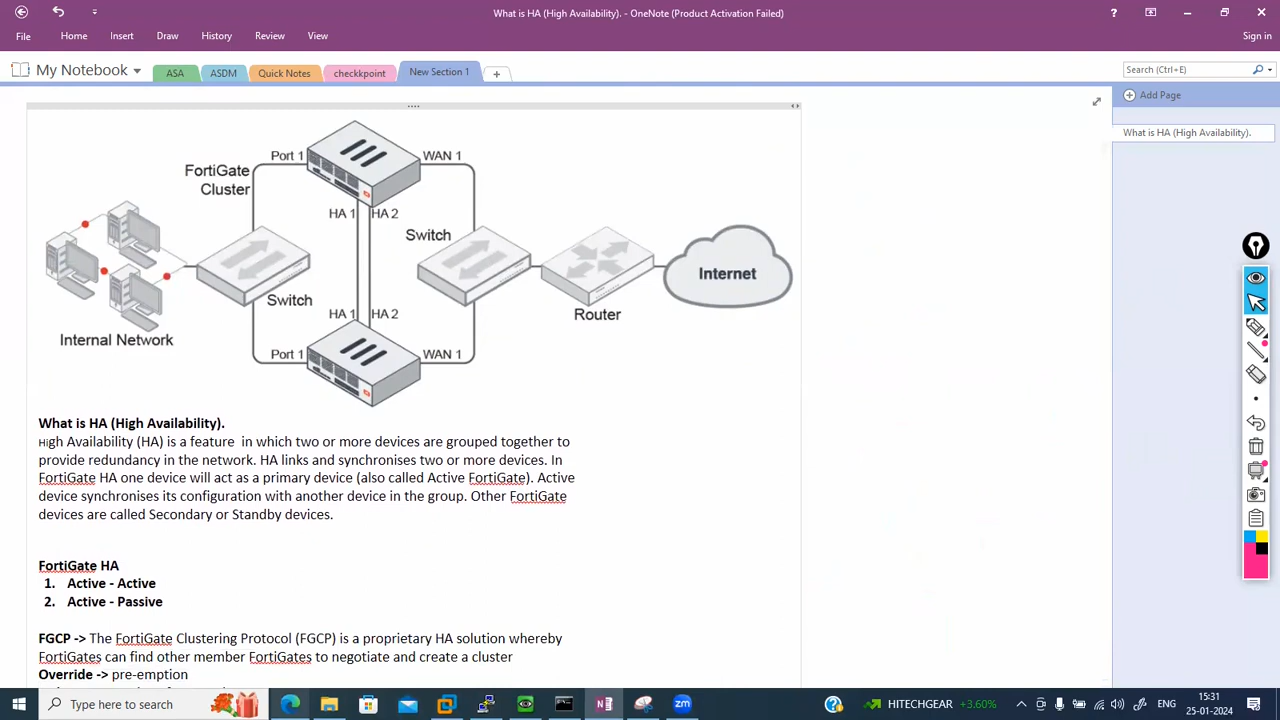 What is HA (High Availability). - OneNote (Product Activation Failed)
?
File
Home
Insert
Draw
History
Review
View
Sign in
My Notebook
ASA
ASDM
Quick Notes
checkkpoint
New Section 1
Search (Ctrl+E)
Add Page
What is HA (High Availability).
Port 1
WAN 1
FortiGate
Cluster
HA 1
HA 2
Switch
Switch
Internet
HA 1
HA 2
Router
Internal Network
Port 1
WAN 1
What is HA (High Availability).
High Availability (HA) is a feature in which two or more devices are grouped together to
provide redundancy in the network. HA links and synchronises two or more devices. In
FortiGate HA one device will act as a primary device (also called Active FortiGate). Active
device synchronises its configuration with another device in the group. Other FortiGate
devices are called Secondary or Standby devices.
FortiGate HA
1. Active - Active
2. Active - Passive
FGCP -> The FortiGate Clustering Protocol (FGCP) is a proprietary HA solution whereby
FortiGates can find other member FortiGates to negotiate and create a cluster
Override -> pre-emption
Type here to search
zm
HITECHGEAR +3.60%
ENG
15:31
25-01-2024